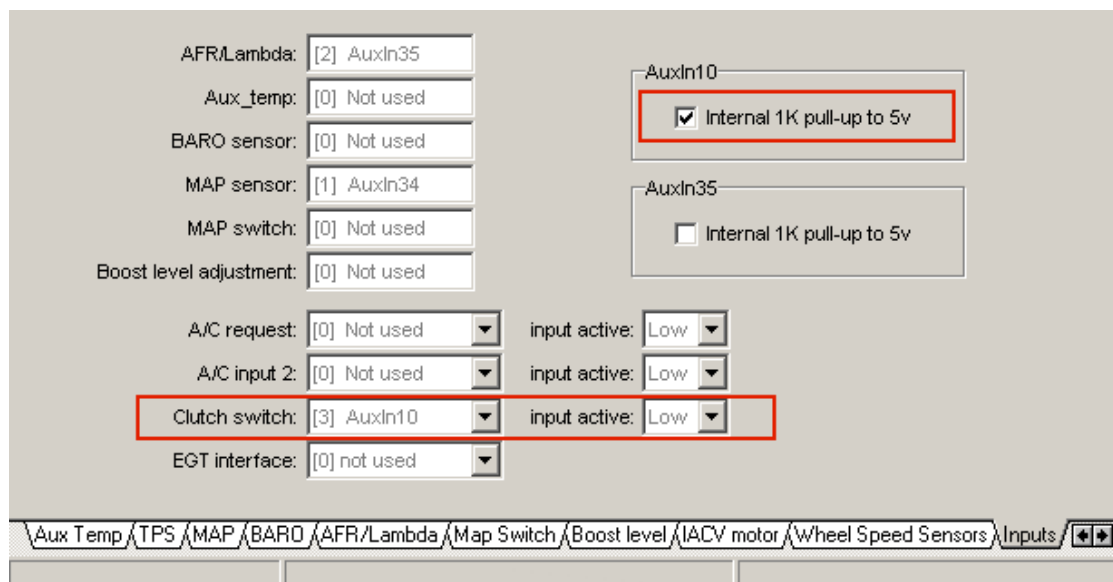 AFR/Lambda: [2] AuxIn35
Aux_temp: [0] Not used
BARO sensor: [0] Not used
MAP sensor: [1] AuxIn34
MAP switch: [0] Not used
Boost level adjustment: [0] Not used
AuxIn10
Internal 1K pull-up to 5v
AuxIn35
Internal 1K pull-up to 5v
A/C request: [0] Not used input active: Low
A/C input 2: [0] Not used input active: Low
Clutch switch: [3] AuxIn10 input active: Low
EGT interface: [0] not used
Aux Temp TPS MAP BARO AFR/Lambda Map Switch Boost level IACV motor Wheel Speed Sensors Inputs